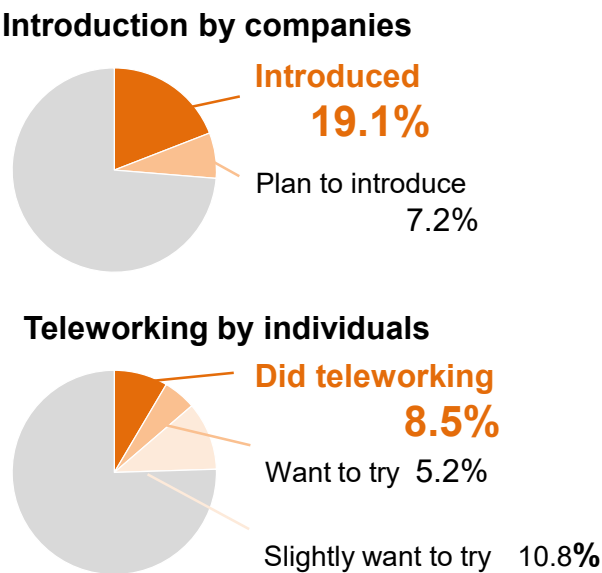 Introduction by companies
Introduced
19.1%
Plan to introduce
7.2%
Teleworking by individuals
Did teleworking
8.5%
Want to try 5.2%
Slightly want to try 10.8%